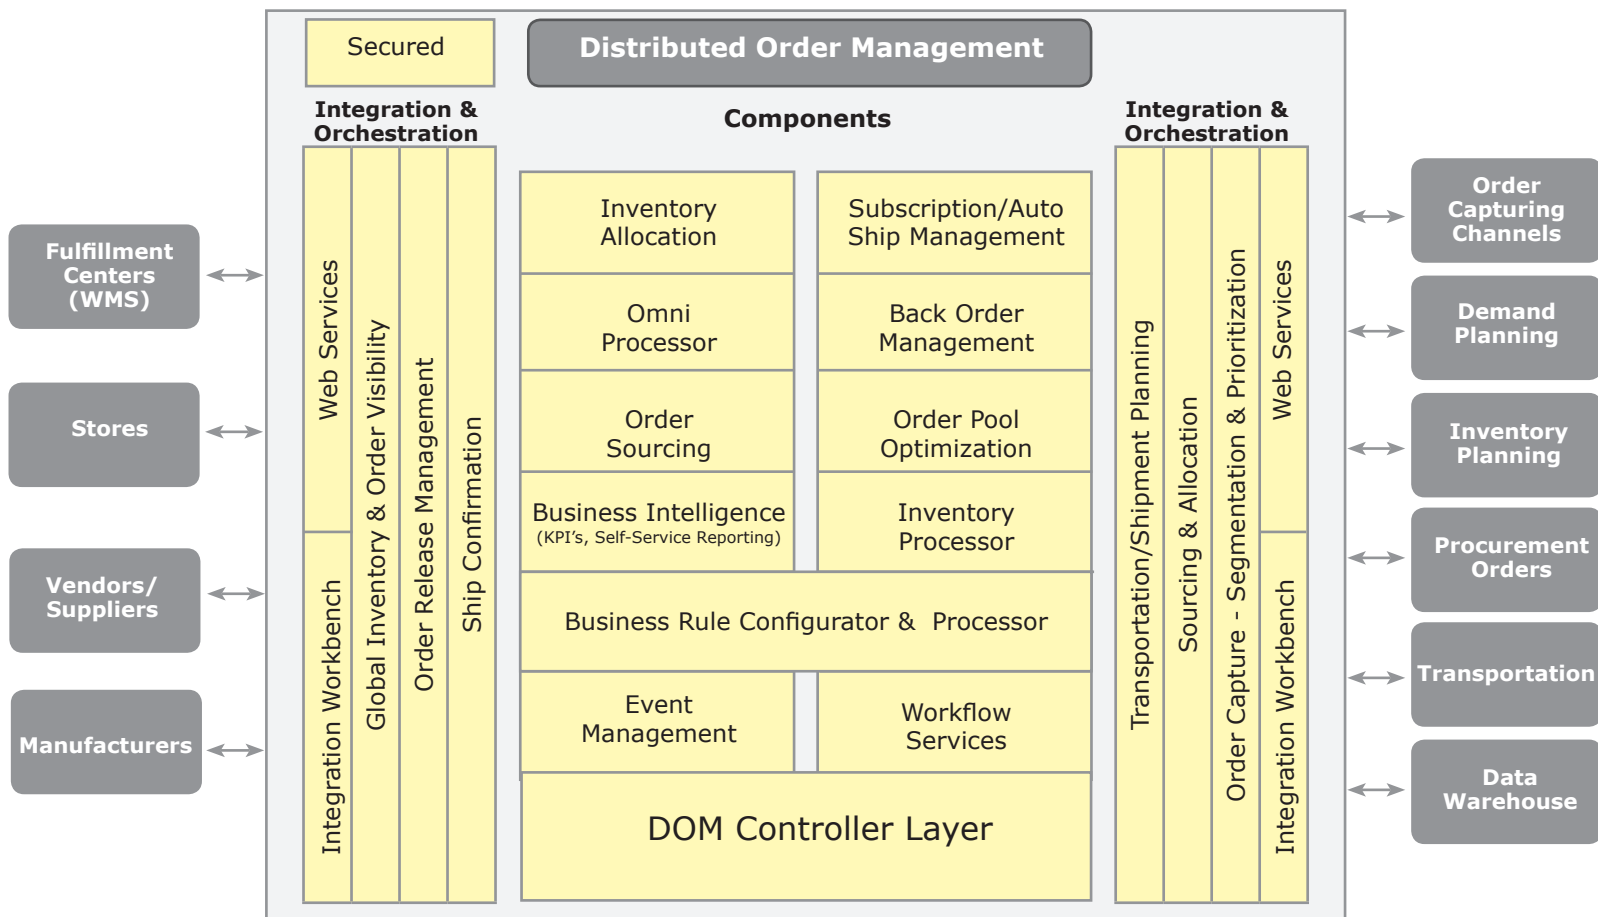 Secured
Distributed Order Management
Integration &
Orchestration
Components
Integration &
Orchestration
Fulfillment
Centers
(WMS)
Stores
Vendors/
Suppliers
Manufacturers
Web Services
Integration Workbench
Global Inventory & Order Visibility
Order Release Management
Ship Confirmation
Inventory
Allocation
Subscription/Auto
Ship Management
Omni
Processor
Back Order
Management
Order
Sourcing
Order Pool
Optimization
Business Intelligence
(KPI's, Self-Service Reporting)
Inventory
Processor
Business Rule Configurator &  Processor
Event
Management
Workflow
Services
DOM Controller Layer
Transportation/Shipment Planning
Sourcing & Allocation
Order Capture - Segmentation & Prioritization
Web Services
Integration Workbench
Order
Capturing
Channels
Demand
Planning
Inventory
Planning
Procurement
Orders
Transportation
Data
Warehouse